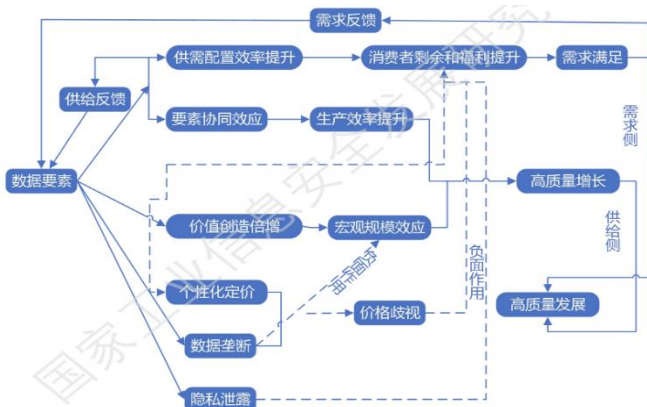 需求反馈
供需配置效率提升
消费者剩余和福利提升
需求满足
供给反馈
要素协同效应
生产效率提升
需求侧
数据要素
高质量增长
价值创造倍增
宏观规模效应
供给侧
负面作用
负面作用
个性化定价
价格歧视
高质量发展
数据垄断
隐私泄露
国家工业信息安全发展研究